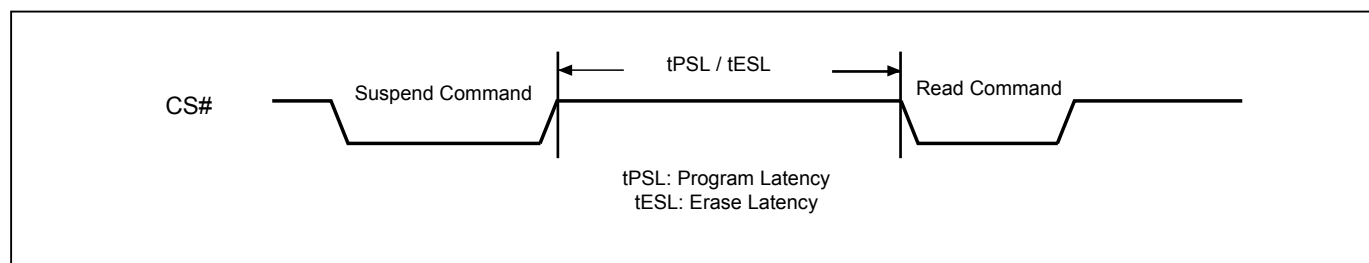 tPSL / tESL
Suspend Command
Read Command
CS#
tPSL: Program Latency
tESL: Erase Latency